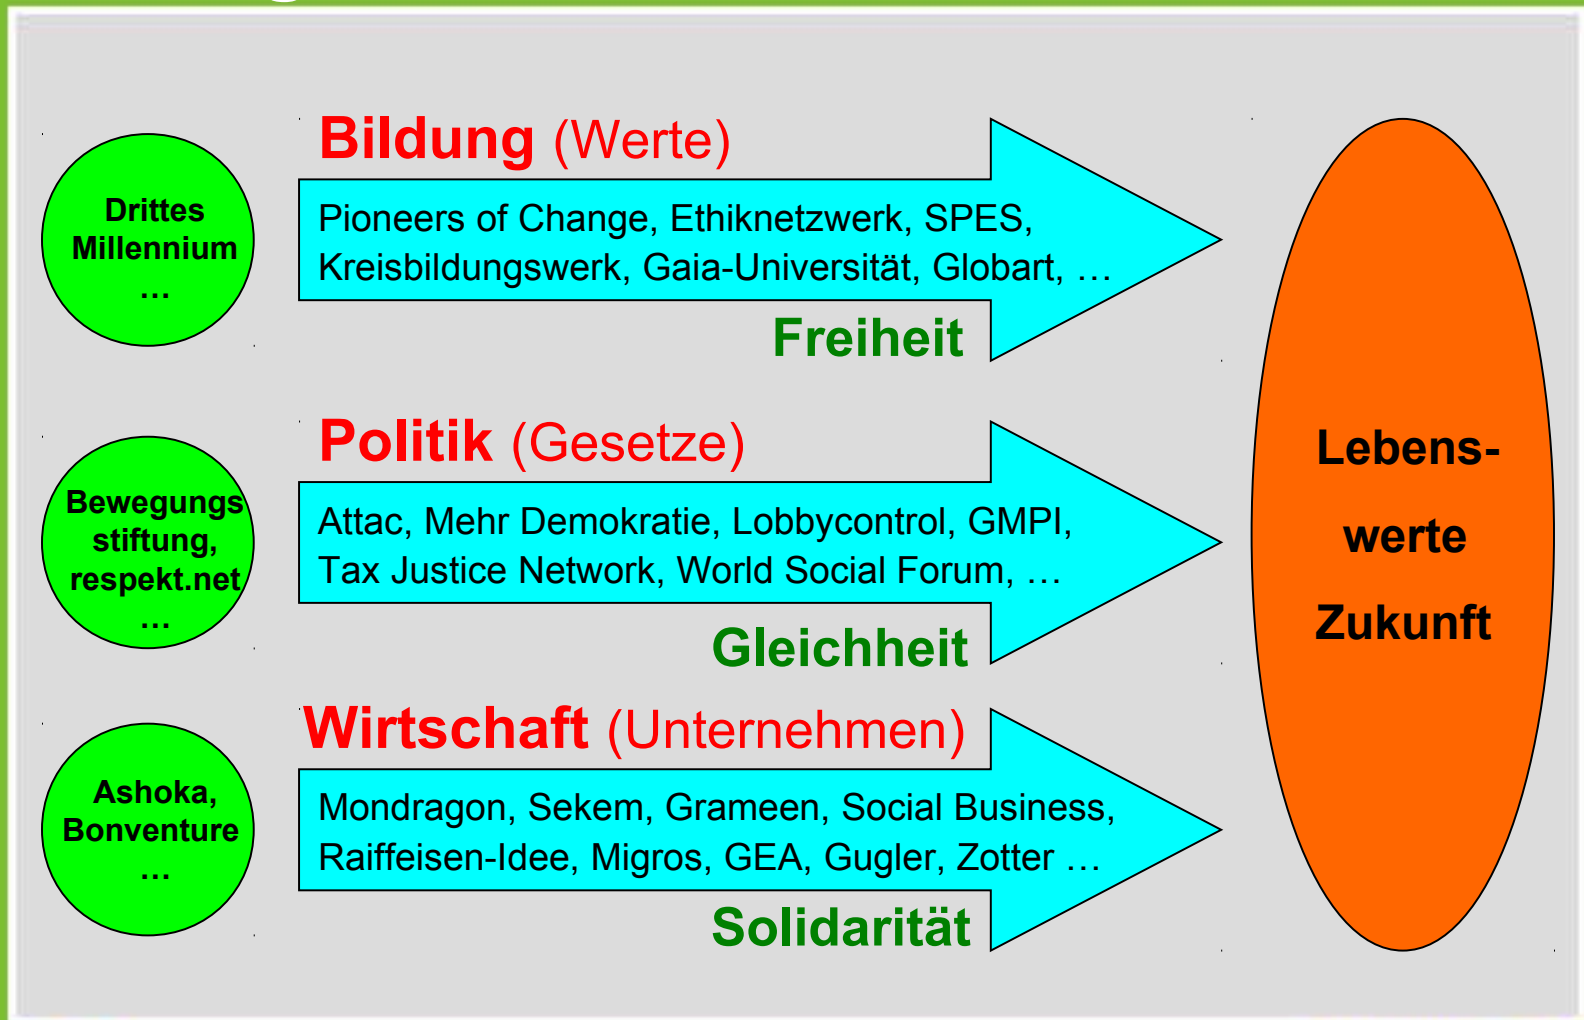 Bildung (Werte)
Drittes
Millennium
…
Pioneers of Change, Ethiknetzwerk, SPES,
Kreisbildungswerk, Gaia-Universität, Globart, …
Freiheit
Politik (Gesetze)
Bewegungs
stiftung,
respekt.net
…
Attac, Mehr Demokratie, Lobbycontrol, GMPI,
Tax Justice Network, World Social Forum, …
Gleichheit
Wirtschaft (Unternehmen)
Ashoka,
Bonventure
…
Mondragon, Sekem, Grameen, Social Business,
Raiffeisen-Idee, Migros, GEA, Gugler, Zotter …
Solidarität
Lebens-
werte
Zukunft